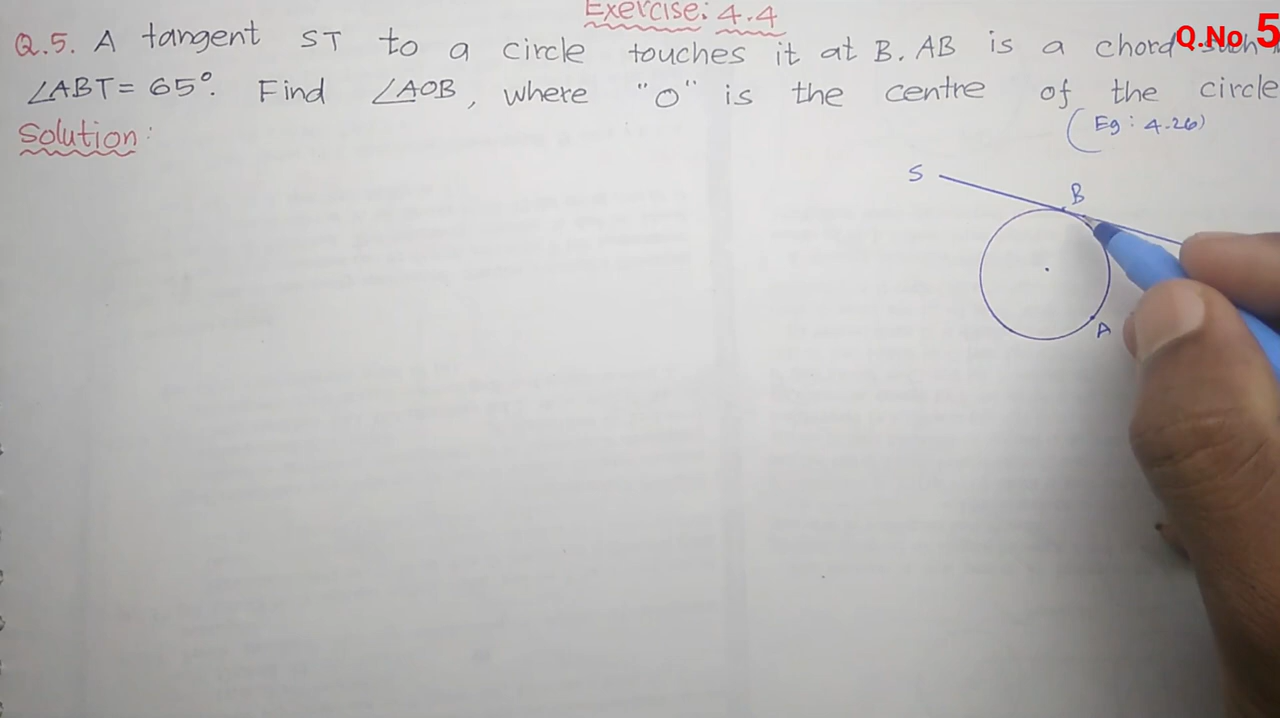 Exercise: 4.4
Q.5. A tangent ST to a circle touches it at B. AB is a chord
Q.No 5
∠ABT = 65°. Find ∠AOB, where "O" is the centre of the circle
(Eg: 4.26)
Solution:
S
B
A